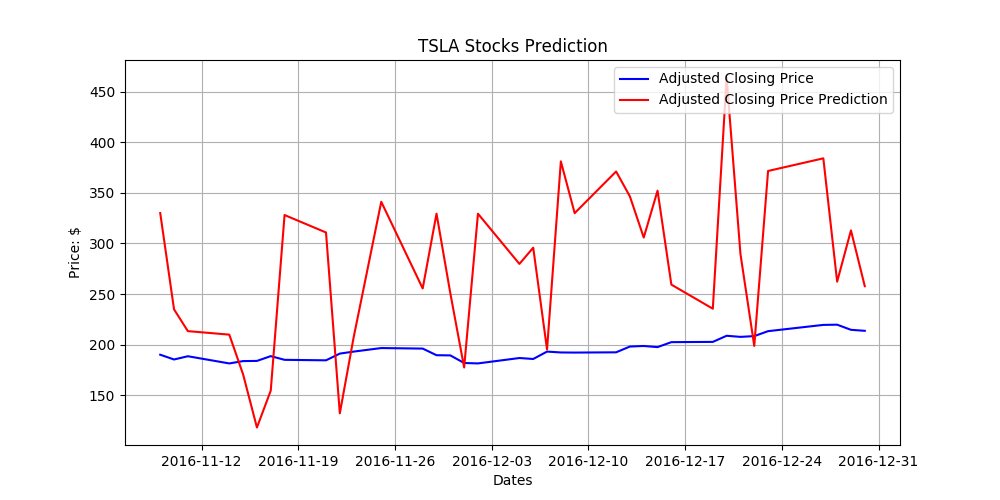 TSLA Stocks Prediction
Adjusted Closing Price
Adjusted Closing Price Prediction
Price: $
450
400
350
300
250
200
150
2016-11-12 2016-11-19 2016-11-26 2016-12-03 2016-12-10 2016-12-17 2016-12-24 2016-12-31
Dates